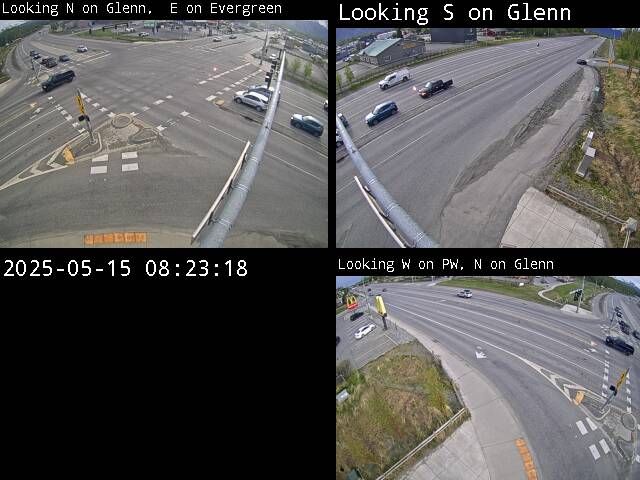 Looking N on Glenn,  E on Evergreen
Looking S on Glenn
2025-05-15 08:23:18
Looking W on PW, N on Glenn